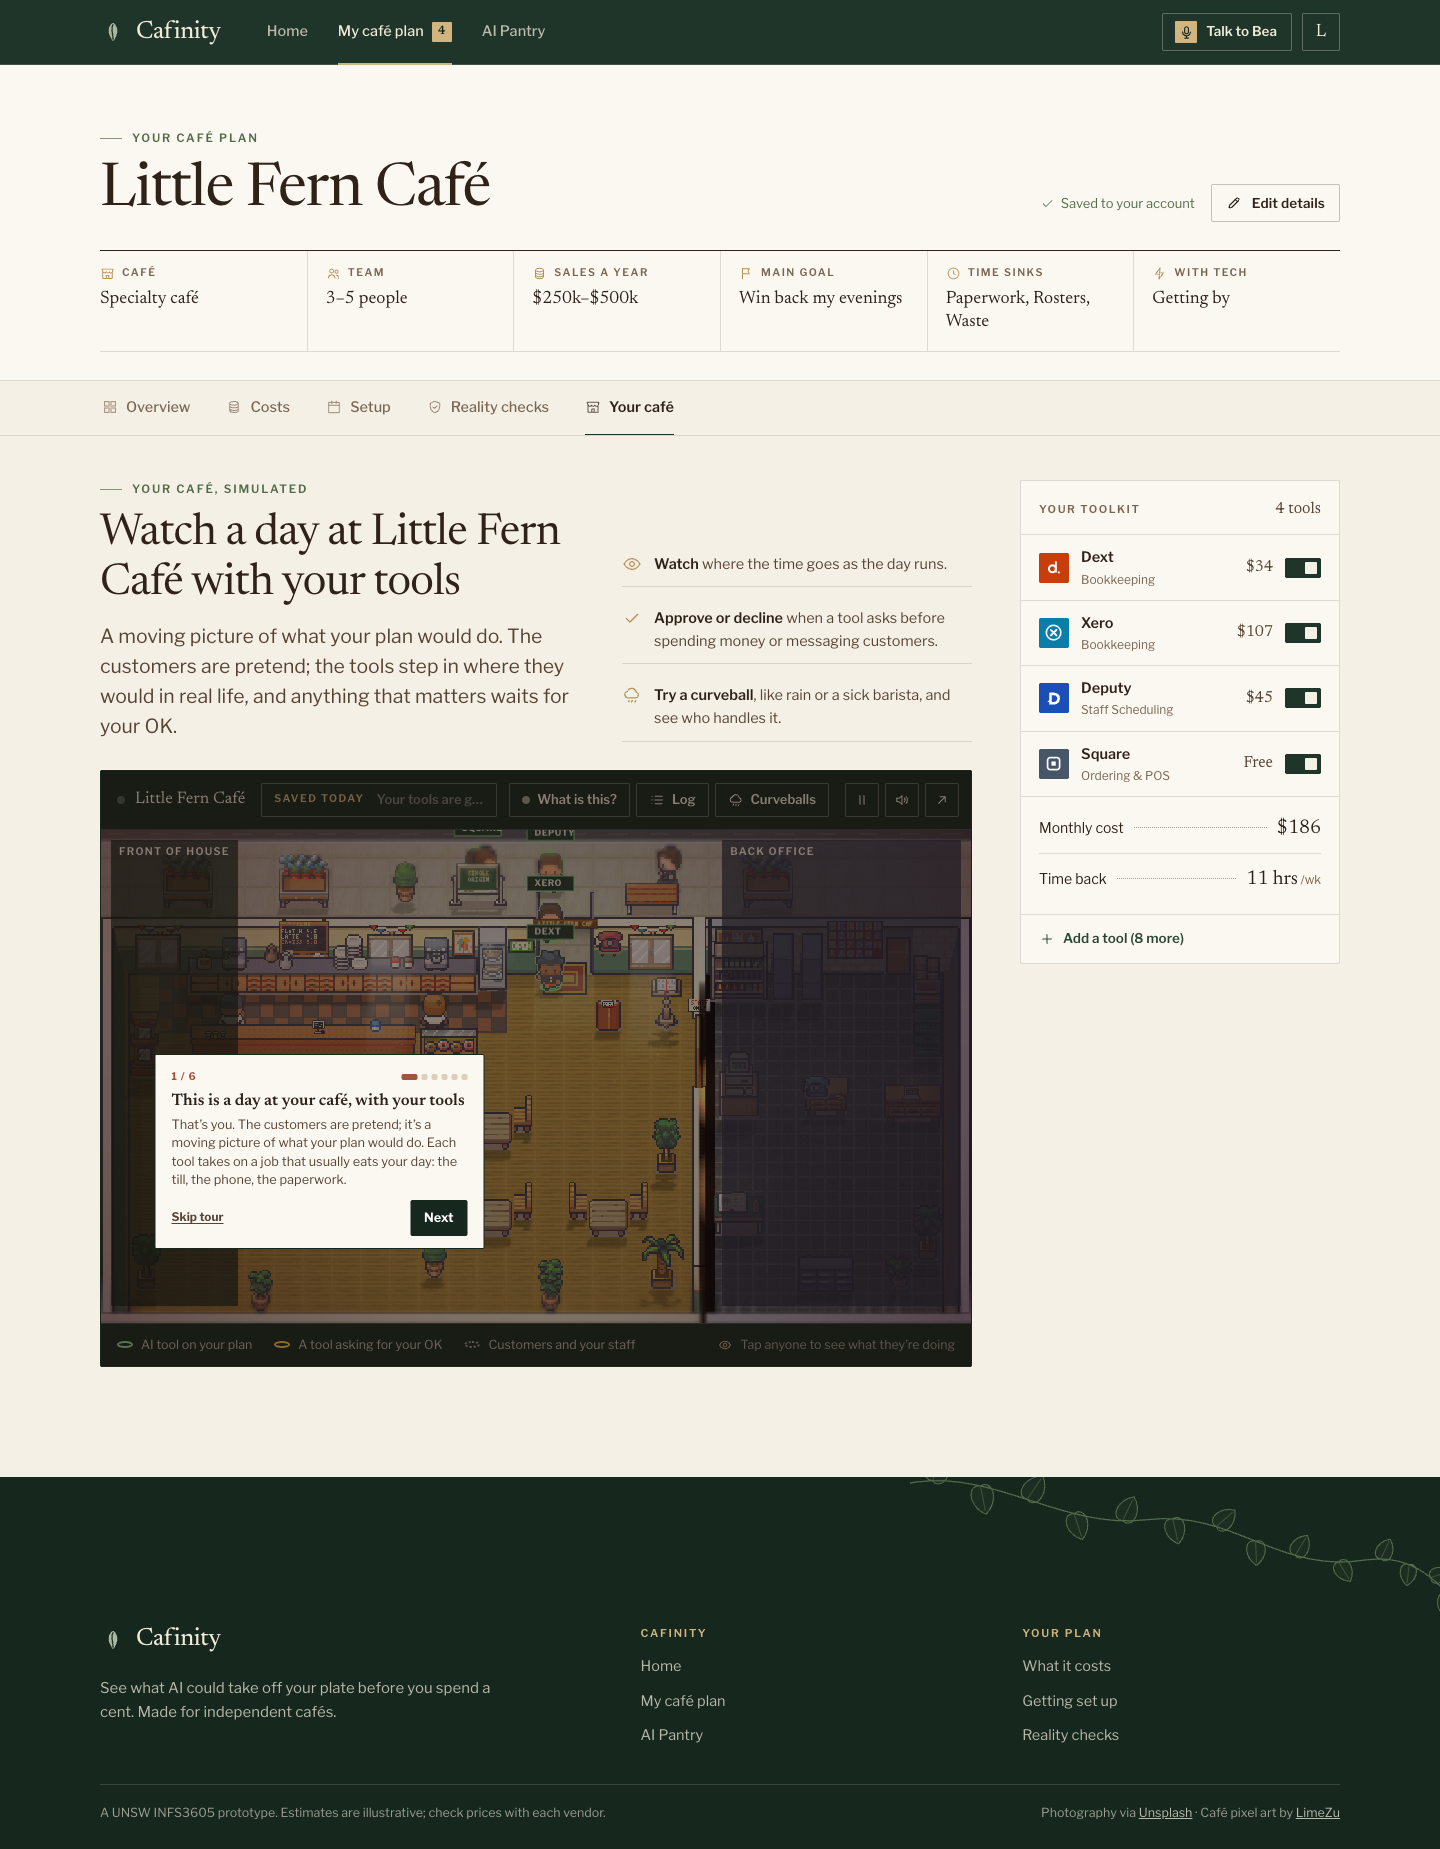 Cafinity
Home
My café plan 4
AI Pantry
Talk to Bea
L
YOUR CAFÉ PLAN
Little Fern Café
Saved to your account
Edit details
CAFÉ
Specialty café
TEAM
3–5 people
SALES A YEAR
$250k–$500k
MAIN GOAL
Win back my evenings
TIME SINKS
Paperwork, Rosters,
Waste
WITH TECH
Getting by
Overview
Costs
Setup
Reality checks
Your café
YOUR CAFÉ, SIMULATED
Watch a day at Little Fern
Café with your tools
A moving picture of what your plan would do. The
customers are pretend; the tools step in where they
would in real life, and anything that matters waits for
your OK.
Watch where the time goes as the day runs.
Approve or decline when a tool asks before
spending money or messaging customers.
Try a curveball, like rain or a sick barista, and
see who handles it.
Little Fern Café
SAVED TODAY Your tools are g...
What is this?
Log
Curveballs
FRONT OF HOUSE
DEPUTY
BACK OFFICE
SINGLE
ORIGIN
XERO
DEXT
OPEN
1 / 6
This is a day at your café, with your tools
That's you. The customers are pretend; it's a
moving picture of what your plan would do. Each
tool takes on a job that usually eats your day: the
till, the phone, the paperwork.
Skip tour
Next
AI tool on your plan
A tool asking for your OK
Customers and your staff
Tap anyone to see what they're doing
YOUR TOOLKIT
4 tools
d.
Dext
Bookkeeping
$34
Xero
Bookkeeping
$107
D
Deputy
Staff Scheduling
$45
Square
Ordering & POS
Free
Monthly cost $186
Time back 11 hrs /wk
Add a tool (8 more)
Cafinity
See what AI could take off your plate before you spend a
cent. Made for independent cafés.
CAFINITY
Home
My café plan
AI Pantry
YOUR PLAN
What it costs
Getting set up
Reality checks
A UNSW INFS3605 prototype. Estimates are illustrative; check prices with each vendor.
Photography via Unsplash · Café pixel art by LimeZu